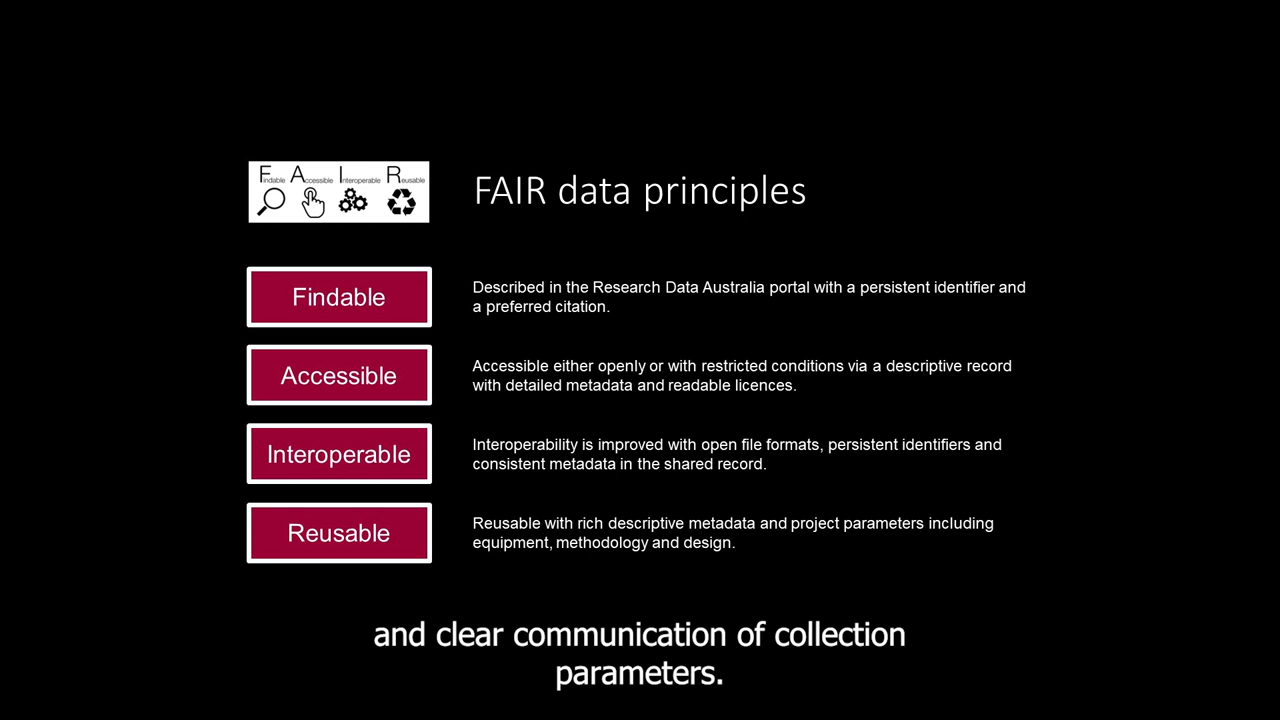 Findable Accessible Interoperable Reusable
FAIR data principles
Findable
Described in the Research Data Australia portal with a persistent identifier and
a preferred citation.
Accessible
Accessible either openly or with restricted conditions via a descriptive record
with detailed metadata and readable licences.
Interoperable
Interoperability is improved with open file formats, persistent identifiers and
consistent metadata in the shared record.
Reusable
Reusable with rich descriptive metadata and project parameters including
equipment, methodology and design.
and clear communication of collection
parameters.